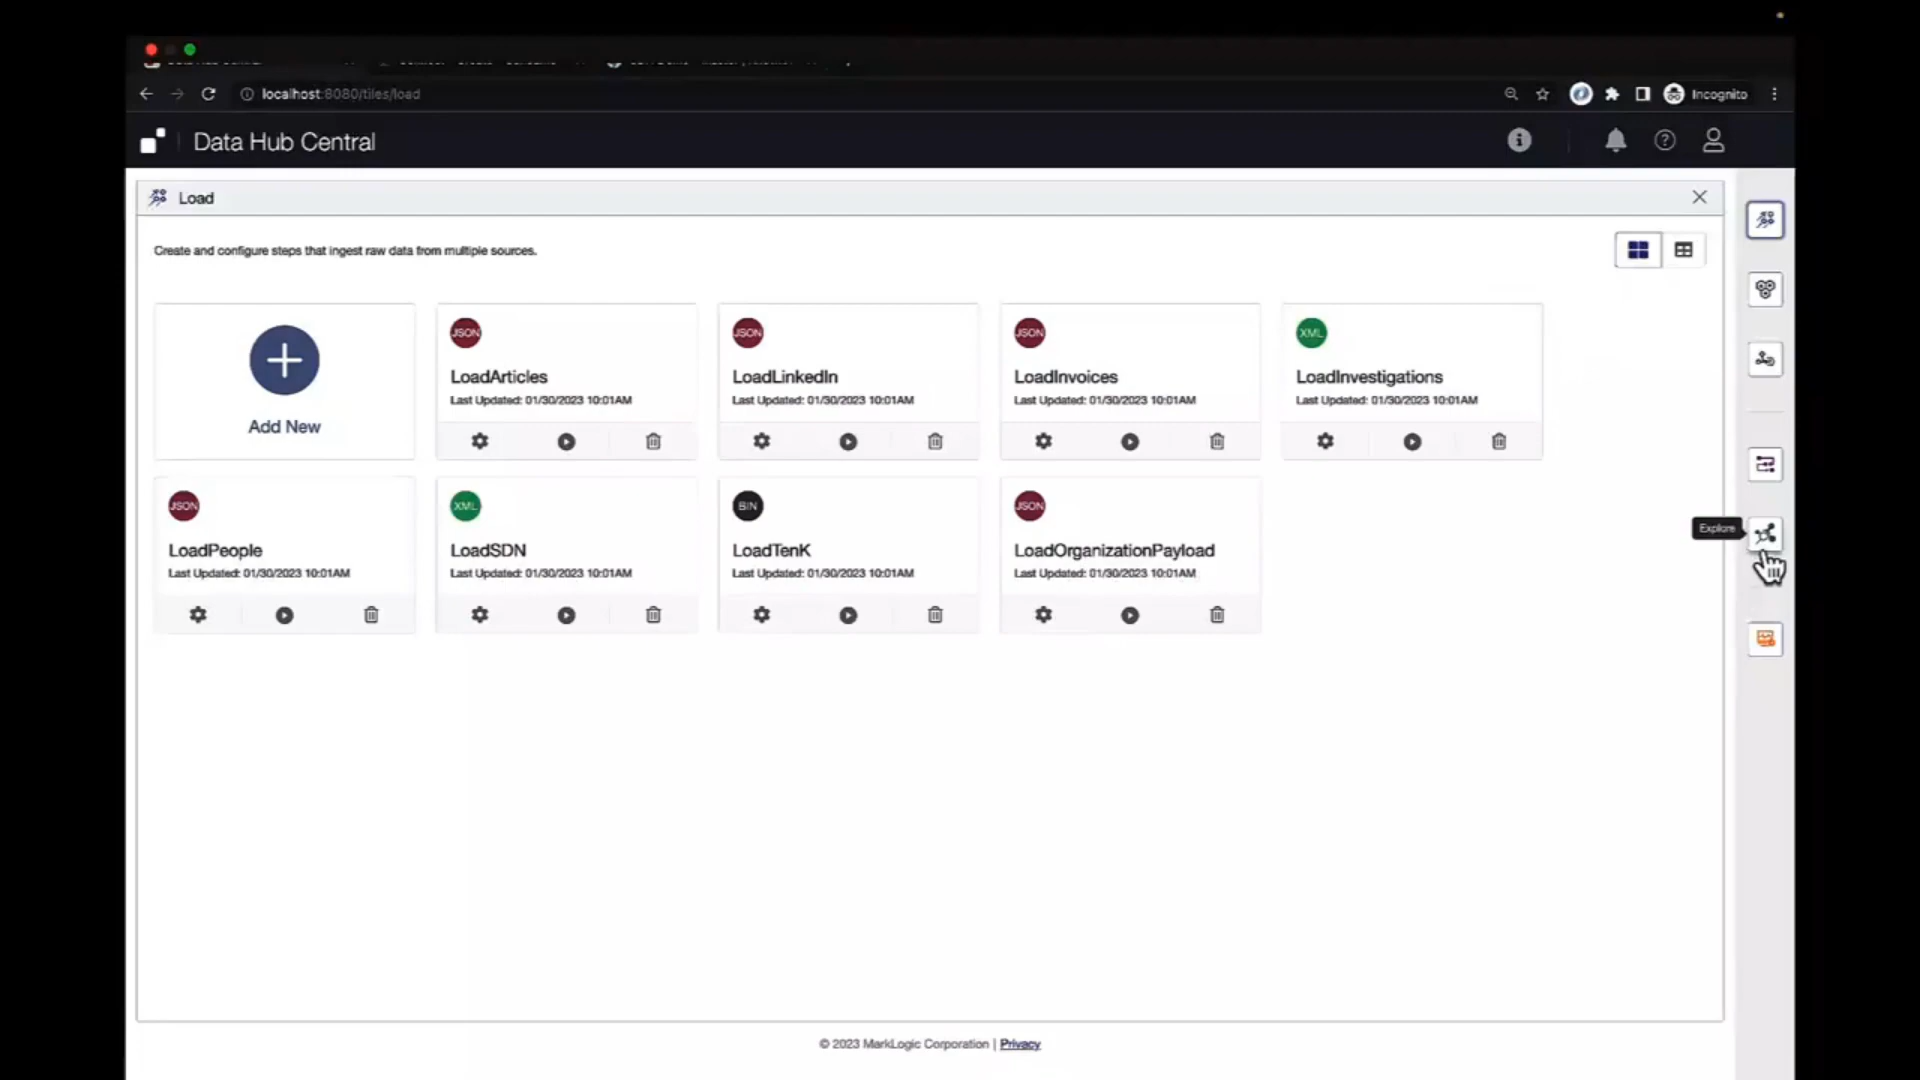 localhost:8080/tiles/load
Incognito
Data Hub Central
Load
Create and configure steps that ingest raw data from multiple sources.
Add New
JSON
LoadArticles
Last Updated: 01/30/2023 10:01AM
JSON
LoadLinkedIn
Last Updated: 01/30/2023 10:01AM
JSON
LoadInvoices
Last Updated: 01/30/2023 10:01AM
XML
LoadInvestigations
Last Updated: 01/30/2023 10:01AM
JSON
LoadPeople
Last Updated: 01/30/2023 10:01AM
XML
LoadSDN
Last Updated: 01/30/2023 10:01AM
BIN
LoadTenK
Last Updated: 01/30/2023 10:01AM
JSON
LoadOrganizationPayload
Last Updated: 01/30/2023 10:01AM
Explore
© 2023 MarkLogic Corporation | Privacy